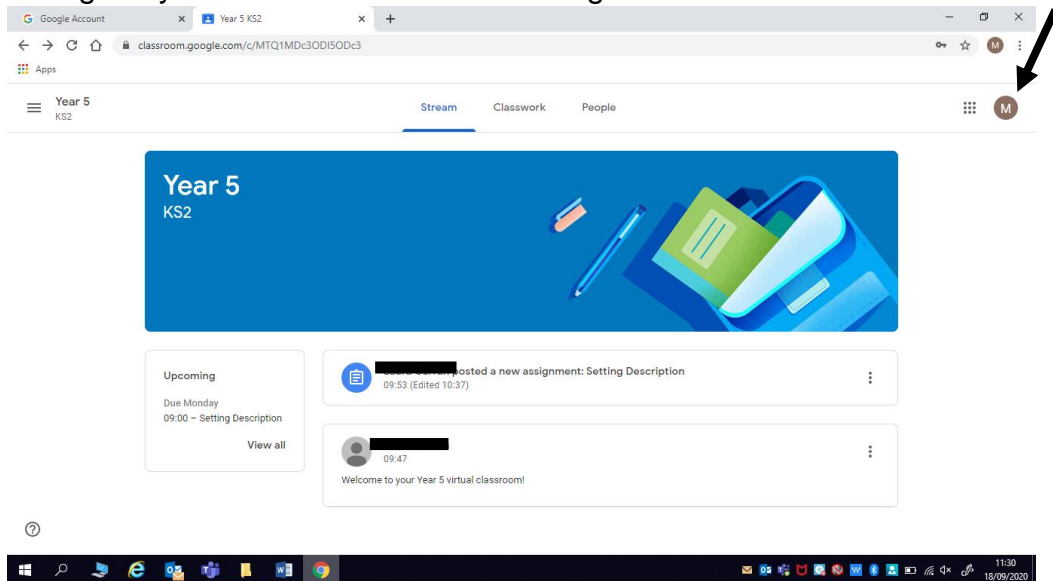 Google Account
Year 5 KS2
classroom.google.com/c/MTQ1MDc3ODI5ODc3
M
Apps
Year 5
KS2
Stream Classwork People
M
Year 5
KS2
Upcoming
Due Monday
09:00 – Setting Description
View all
posted a new assignment: Setting Description
09:53 (Edited 10:37)
09:47
Welcome to your Year 5 virtual classroom!
11:30
18/09/2020